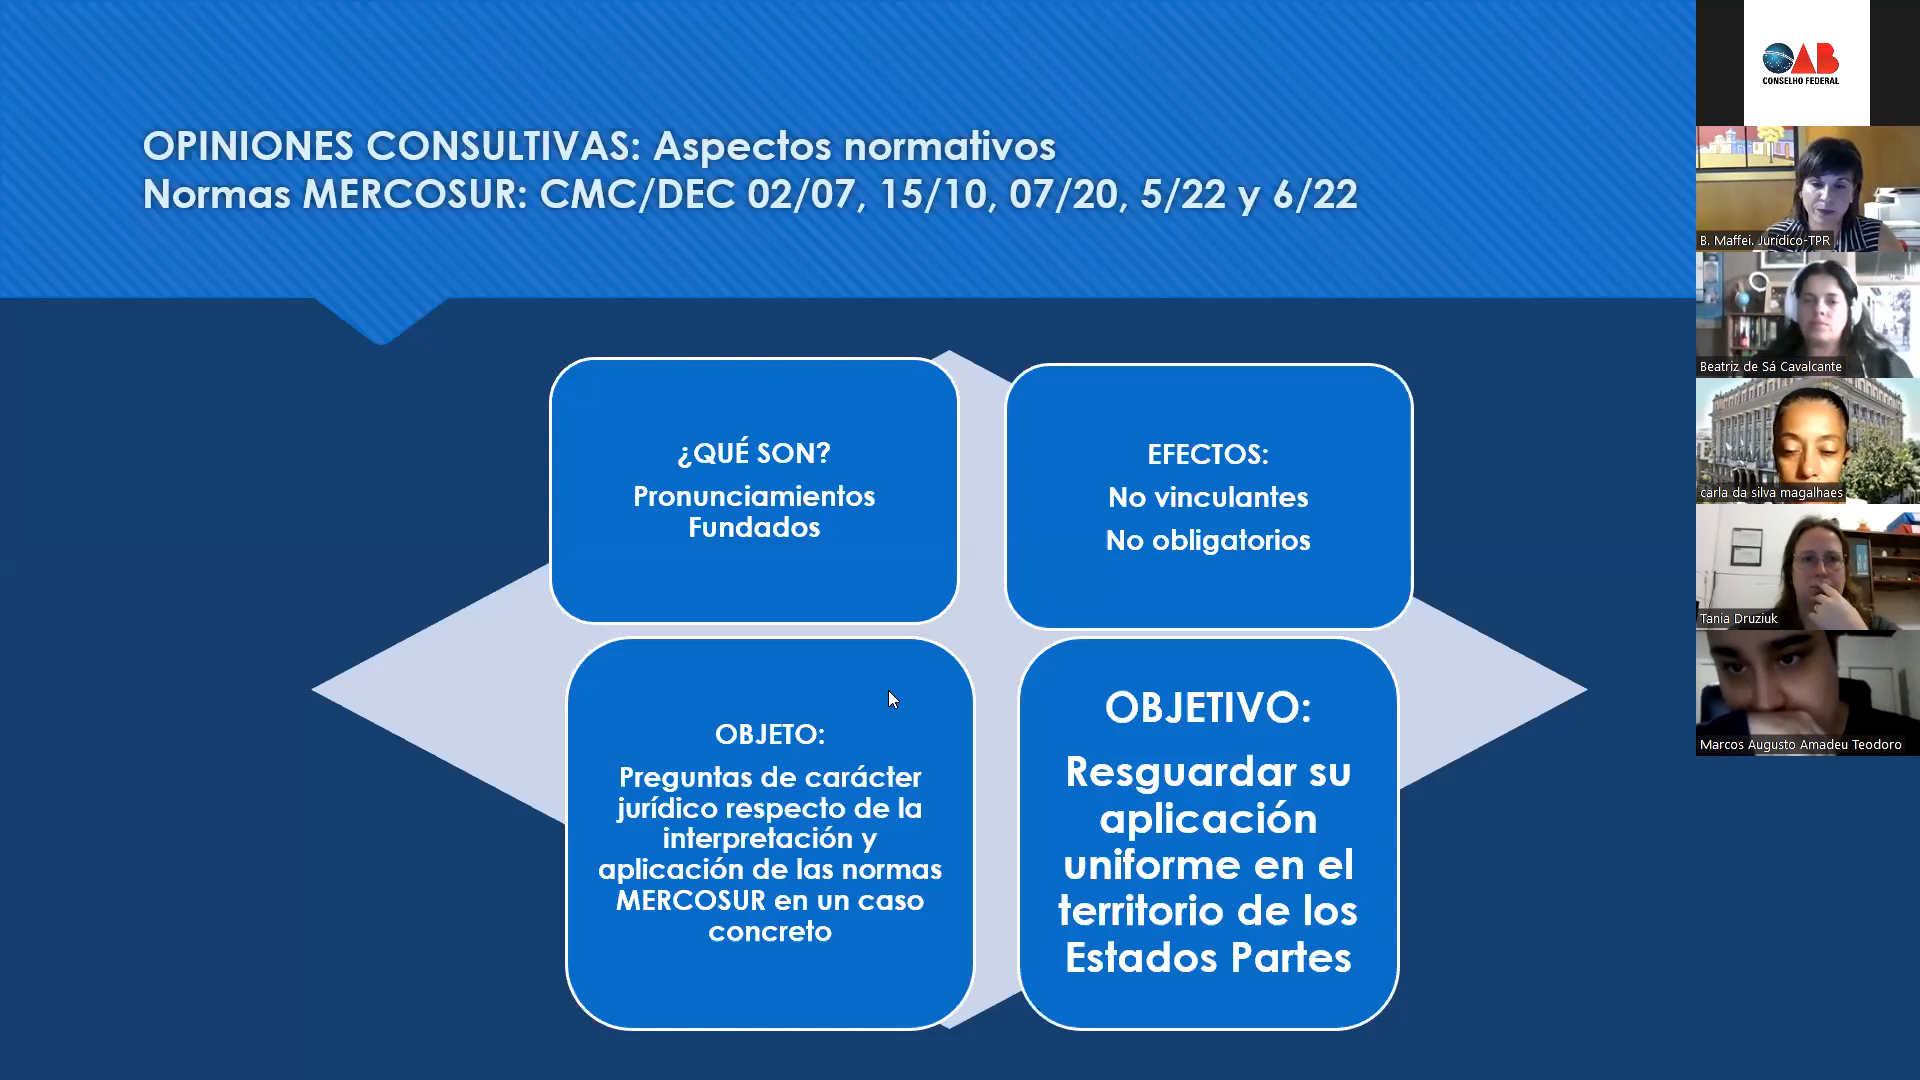 OPINIONES CONSULTIVAS: Aspectos normativos
Normas MERCOSUR: CMC/DEC 02/07, 15/10, 07/20, 5/22 y 6/22
¿QUÉ SON?
Pronunciamientos
Fundados
EFECTOS:
No vinculantes
No obligatorios
OBJETO:
Preguntas de carácter
jurídico respecto de la
interpretación y
aplicación de las normas
MERCOSUR en un caso
concreto
OBJETIVO:
Resguardar su
aplicación
uniforme en el
territorio de los
Estados Partes
OAB
CONSELHO FEDERAL
B. Maffei. Jurídico-TPR
Beatriz de Sá Cavalcante
carla da silva magalhaes
Tania Druziuk
Marcos Augusto Amadeu Teodoro